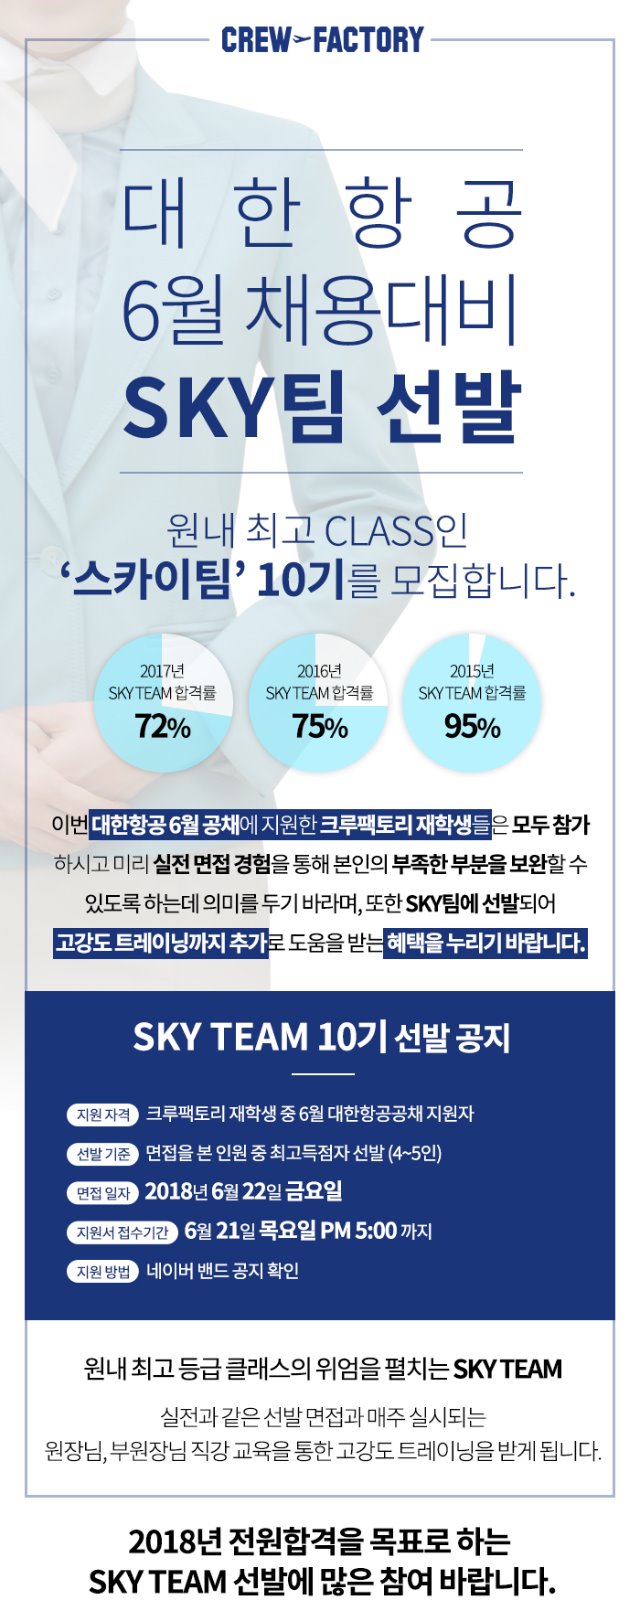 CREW FACTORY
대한항공
6월 채용대비
SKY팀 선발
원내 최고 CLASS인
‘스카이팀’ 10기를 모집합니다.
2017년
SKY TEAM 합격률
72%
2016년
SKY TEAM 합격률
75%
2015년
SKY TEAM 합격률
95%
이번 대한항공 6월 공채에 지원한 크루팩토리 재학생들은 모두 참가
하시고 미리 실전 면접 경험을 통해 본인의 부족한 부분을 보완할 수
있도록 하는데 의미를 두기 바라며, 또한 SKY팀에 선발되어
고강도 트레이닝까지 추가로 도움을 받는 혜택을 누리기 바랍니다.
SKY TEAM 10기 선발 공지
지원 자격 크루팩토리 재학생 중 6월 대한항공공채 지원자
선발 기준 면접을 본 인원 중 최고득점자 선발 (4~5인)
면접 일자 2018년 6월 22일 금요일
지원서 접수기간 6월 21일 목요일 PM 5:00 까지
지원 방법 네이버 밴드 공지 확인
원내 최고 등급 클래스의 위엄을 펼치는 SKY TEAM
실전과 같은 선발 면접과 매주 실시되는
원장님, 부원장님 직강 교육을 통한 고강도 트레이닝을 받게 됩니다.
2018년 전원합격을 목표로 하는
SKY TEAM 선발에 많은 참여 바랍니다.